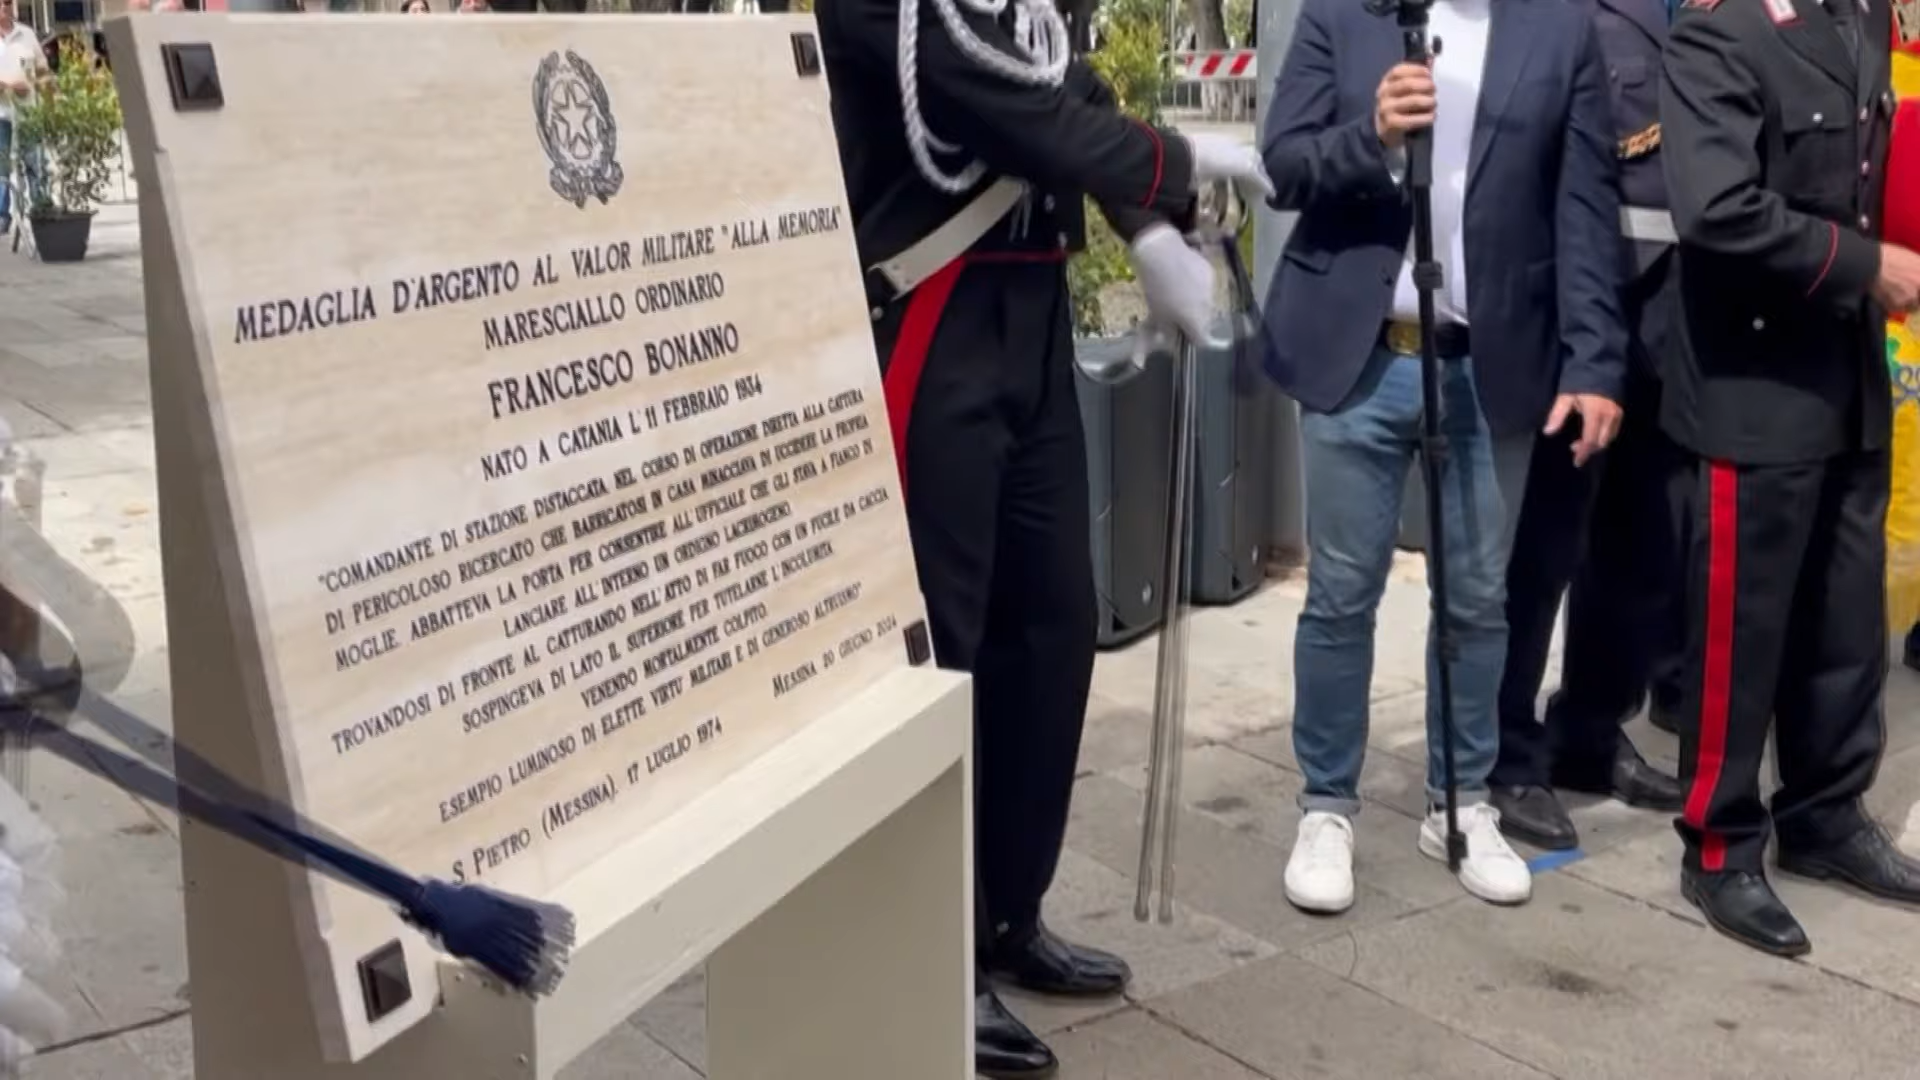 MEDAGLIA D'ARGENTO AL VALOR MILITARE "ALLA MEMORIA"
MARESCIALLO ORDINARIO
FRANCESCO BONANNO
NATO A CATANIA L'11 FEBBRAIO 1934
"COMANDANTE DI STAZIONE DISTACCATA, NEL CORSO DI OPERAZIONE DIRETTA ALLA CATTURA
DI PERICOLOSO RICERCATO CHE BARRICATOSI IN CASA MINACCIAVA DI UCCIDERE LA PROPRIA
MOGLIE, ABBATTEVA LA PORTA PER CONSENTIRE ALL'UFFICIALE CHE GLI STAVA A FIANCO DI
LANCIARE ALL'INTERNO UN ORDIGNO LACRIMOGENO.
TROVANDOSI DI FRONTE AL CATTURANDO NELL'ATTO DI FAR FUOCO CON UN FUCILE DA CACCIA
SOSPINGEVA DI LATO IL SUPERIORE PER TUTELARNE L'INCOLUMITA
VENENDO MORTALMENTE COLPITO.
ESEMPIO LUMINOSO DI ELETTE VIRTU MILITARI E DI GENEROSO ALTRUISMO"
S. PIETRO (MESSINA), 17 LUGLIO 1974
MESSINA 20 GIUGNO 2024